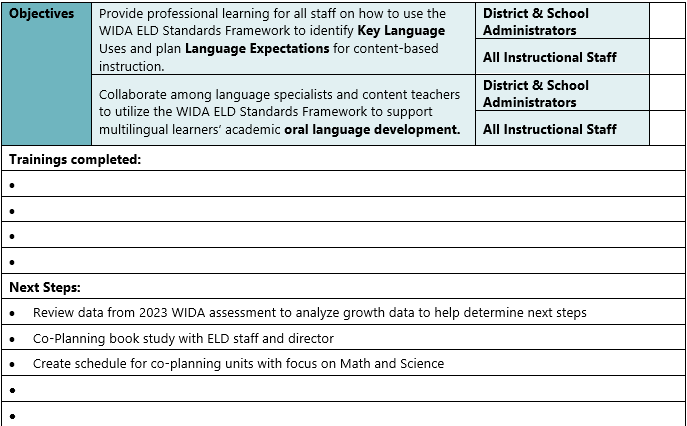 Objectives
Provide professional learning for all staff on how to use the
WIDA ELD Standards Framework to identify Key Language
Uses and plan Language Expectations for content-based
instruction.
District & School
Administrators
All Instructional Staff
Collaborate among language specialists and content teachers
to utilize the WIDA ELD Standards Framework to support
multilingual learners’ academic oral language development.
District & School
Administrators
All Instructional Staff
Trainings completed:
•
•
•
•
Next Steps:
• Review data from 2023 WIDA assessment to analyze growth data to help determine next steps
• Co-Planning book study with ELD staff and director
• Create schedule for co-planning units with focus on Math and Science
•
•